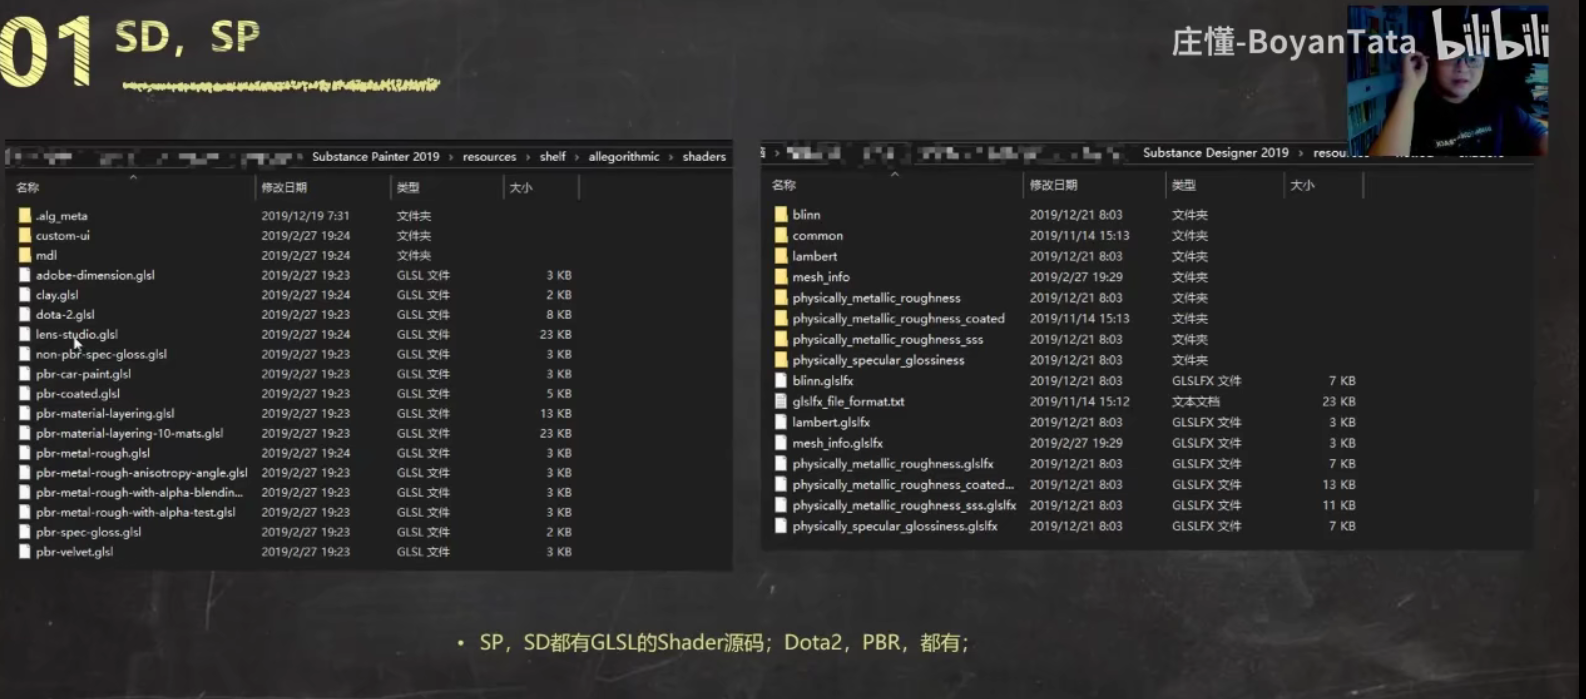 01 SD，SP
庄懂-BoyanTata bilibili
Substance Painter 2019 › resources › shelf › allegorithmic › shaders
名称 修改日期 类型 大小
.alg_meta 2019/12/19 7:31 文件夹
custom-ui 2019/2/27 19:24 文件夹
mdl 2019/2/27 19:24 文件夹
adobe-dimension.glsl 2019/2/27 19:23 GLSL 文件 3 KB
clay.glsl 2019/2/27 19:24 GLSL 文件 2 KB
dota-2.glsl 2019/2/27 19:23 GLSL 文件 8 KB
lens-studio.glsl 2019/2/27 19:24 GLSL 文件 23 KB
non-pbr-spec-gloss.glsl 2019/2/27 19:23 GLSL 文件 3 KB
pbr-car-paint.glsl 2019/2/27 19:23 GLSL 文件 3 KB
pbr-coated.glsl 2019/2/27 19:23 GLSL 文件 5 KB
pbr-material-layering.glsl 2019/2/27 19:23 GLSL 文件 13 KB
pbr-material-layering-10-mats.glsl 2019/2/27 19:23 GLSL 文件 23 KB
pbr-metal-rough.glsl 2019/2/27 19:24 GLSL 文件 3 KB
pbr-metal-rough-anisotropy-angle.glsl 2019/2/27 19:23 GLSL 文件 3 KB
pbr-metal-rough-with-alpha-blendin... 2019/2/27 19:23 GLSL 文件 3 KB
pbr-metal-rough-with-alpha-test.glsl 2019/2/27 19:23 GLSL 文件 3 KB
pbr-spec-gloss.glsl 2019/2/27 19:23 GLSL 文件 2 KB
pbr-velvet.glsl 2019/2/27 19:23 GLSL 文件 3 KB
Substance Designer 2019 ›
名称 修改日期 类型 大小
blinn 2019/12/21 8:03 文件夹
common 2019/11/14 15:13 文件夹
lambert 2019/12/21 8:03 文件夹
mesh_info 2019/2/27 19:29 文件夹
physically_metallic_roughness 2019/12/21 8:03 文件夹
physically_metallic_roughness_coated 2019/11/14 15:13 文件夹
physically_metallic_roughness_sss 2019/12/21 8:03 文件夹
physically_specular_glossiness 2019/12/21 8:03 文件夹
blinn.glslfx 2019/12/21 8:03 GLSLFX 文件 7 KB
glslfx_file_format.txt 2019/11/14 15:12 文本文档 23 KB
lambert.glslfx 2019/12/21 8:03 GLSLFX 文件 3 KB
mesh_info.glslfx 2019/2/27 19:29 GLSLFX 文件 3 KB
physically_metallic_roughness.glslfx 2019/12/21 8:03 GLSLFX 文件 7 KB
physically_metallic_roughness_coated... 2019/12/21 8:03 GLSLFX 文件 13 KB
physically_metallic_roughness_sss.glslfx 2019/12/21 8:03 GLSLFX 文件 11 KB
physically_specular_glossiness.glslfx 2019/12/21 8:03 GLSLFX 文件 7 KB
• SP，SD都有GLSL的Shader源码；Dota2，PBR，都有；